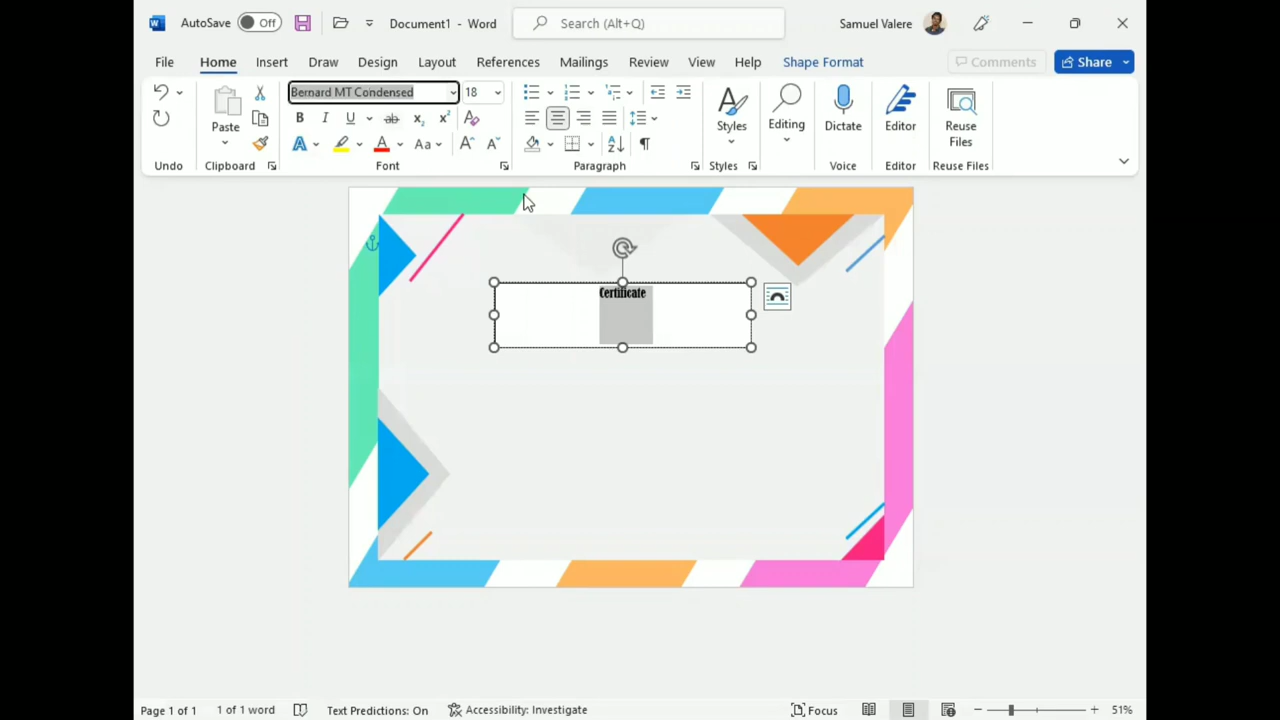 AutoSave Off Document1 - Word Search (Alt+Q) Samuel Valere
File Home Insert Draw Design Layout References Mailings Review View Help Shape Format Comments Share
Bernard MT Condensed 18
Paste Styles Editing Dictate Editor Reuse Files
Undo Clipboard Font Paragraph Styles Voice Editor Reuse Files
Certificate
Page 1 of 1 1 of 1 word Text Predictions: On Accessibility: Investigate Focus 51%